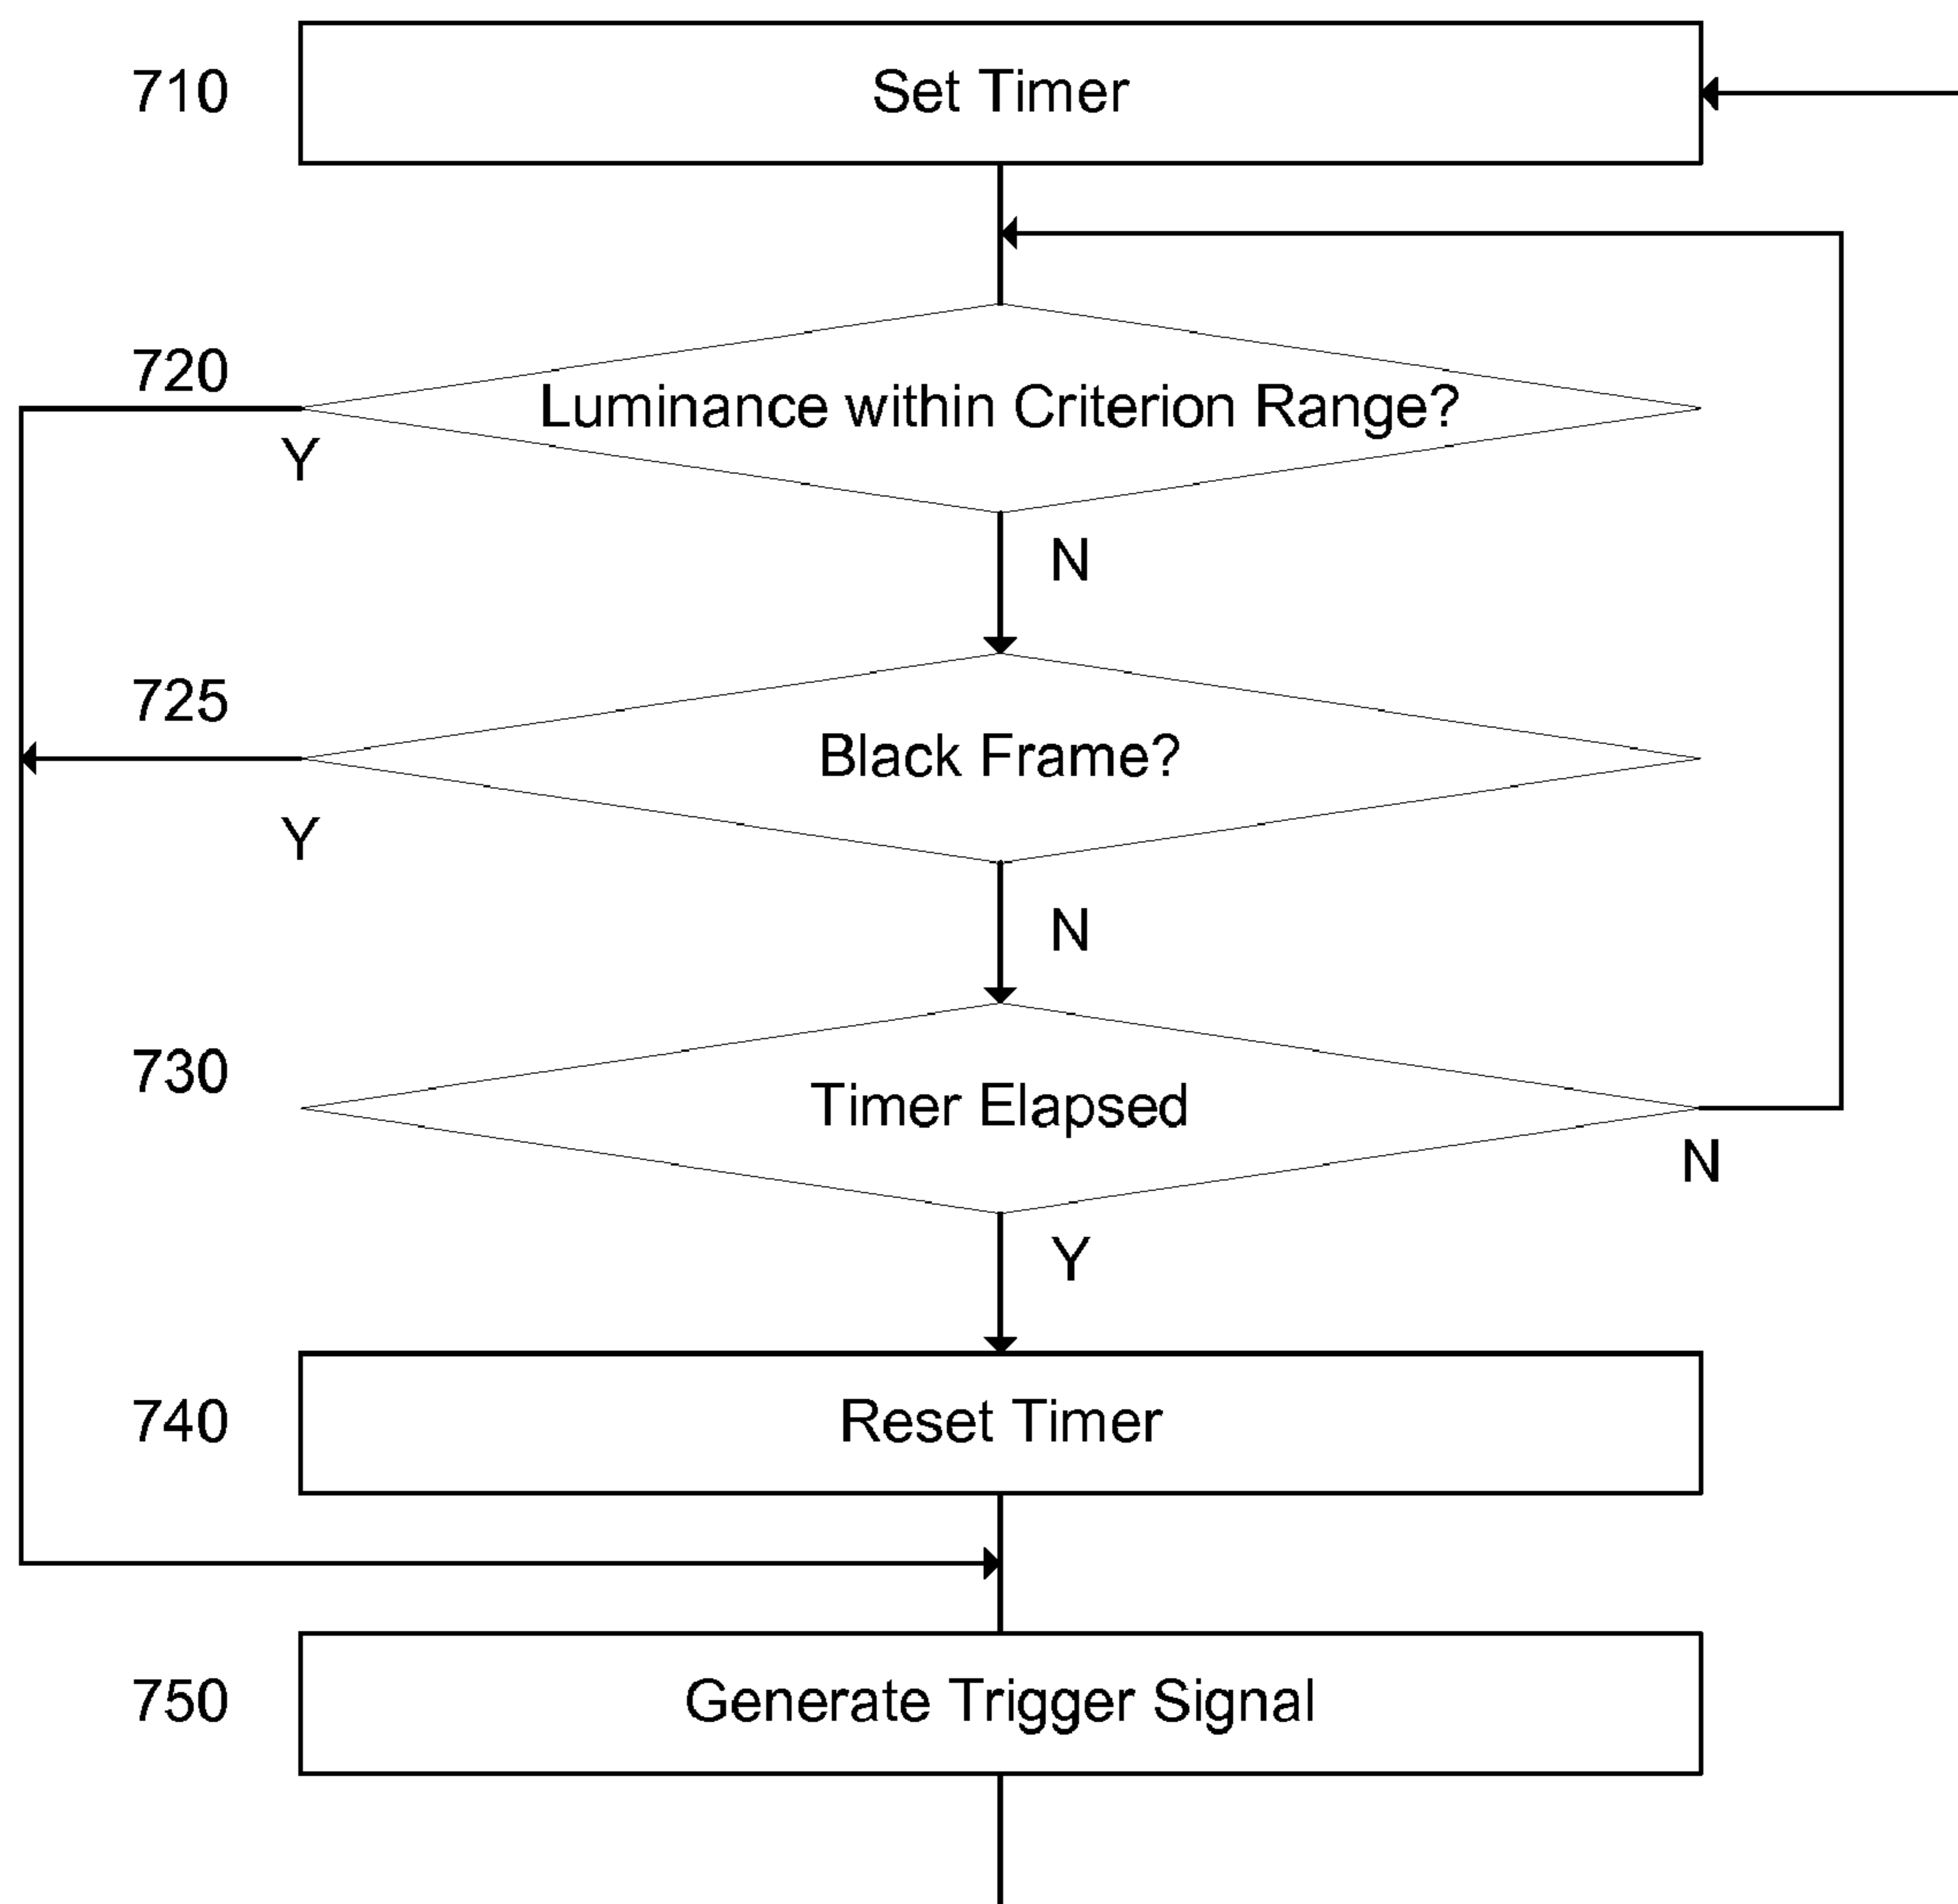 710
Set Timer
720
Luminance within Criterion Range?
Y
N
725
Black Frame?
Y
N
730
Timer Elapsed
N
Y
740
Reset Timer
750
Generate Trigger Signal